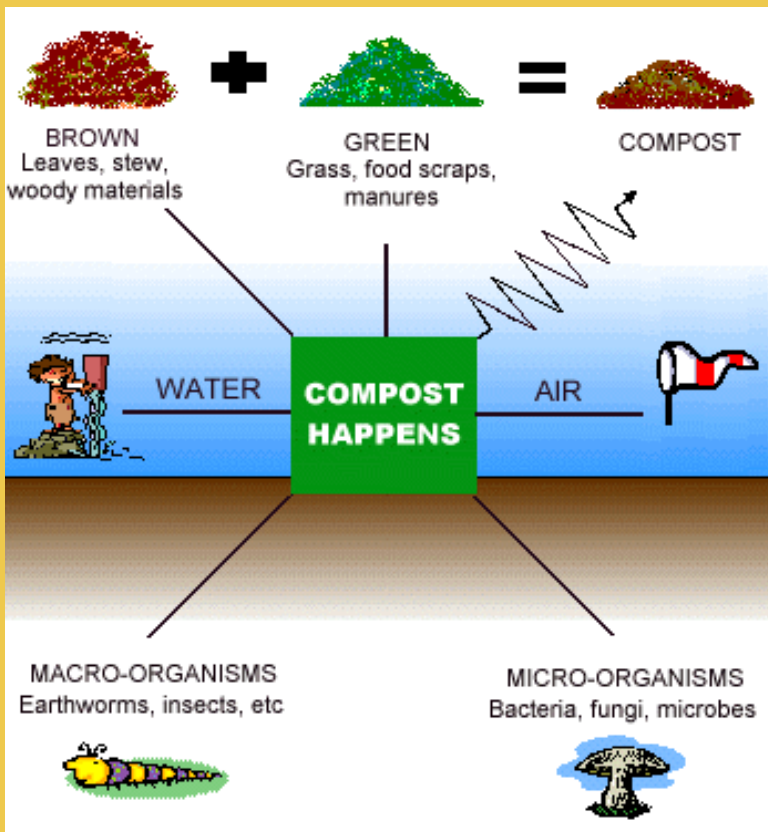 BROWN
Leaves, stew,
woody materials
GREEN
Grass, food scraps,
manures
COMPOST
WATER
COMPOST
HAPPENS
AIR
MACRO-ORGANISMS
Earthworms, insects, etc
MICRO-ORGANISMS
Bacteria, fungi, microbes